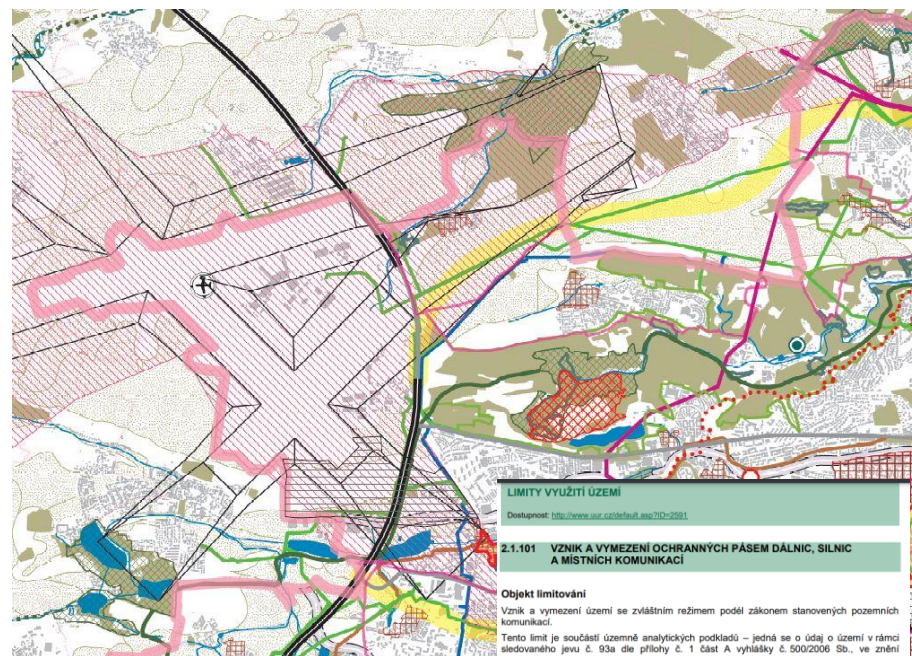 LIMITY VYUŽITÍ ÚZEMÍ
Dostupnost: http://www.uur.cz/default.asp?ID=2591
2.1.101 VZNIK A VYMEZENÍ OCHRANNÝCH PÁSEM DÁLNIC, SILNIC
A MÍSTNÍCH KOMUNIKACÍ
Objekt limitování
Vznik a vymezení území se zvláštním režimem podél zákonem stanovených pozemních
komunikací.
Tento limit je součástí územně analytických podkladů – jedná se o údaj o území v rámci
sledovaného jevu č. 93a dle přílohy č. 1 část A vyhlášky č. 500/2006 Sb., ve znění